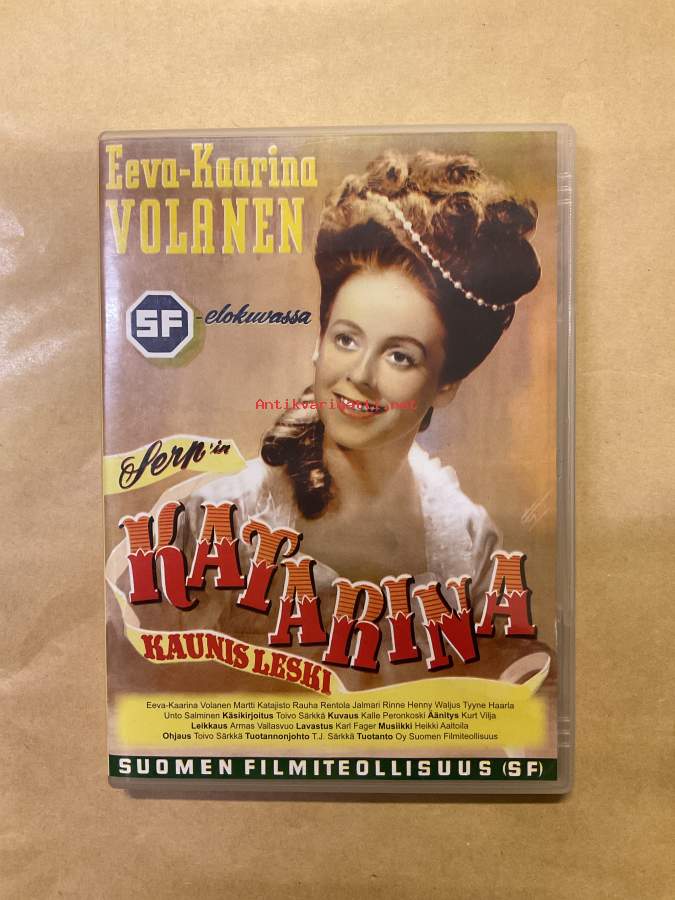 Eeva-Kaarina
VOLANEN
SF -elokuvassa
Antikvariaatti.net
Serp'in
KATARINA
KAUNIS LESKI
Eeva-Kaarina Volanen Martti Katajisto Rauha Rentola Jalmari Rinne Henny Waljus Tyyne Haarla
Unto Salminen Käsikirjoitus Toivo Särkkä Kuvaus Kalle Peronkoski Äänitys Kurt Vilja
Leikkaus Armas Vallasvuo Lavastus Karl Fager Musiikki Heikki Aaltoila
Ohjaus Toivo Särkkä Tuotannonjohto T.J. Särkkä Tuotanto Oy Suomen Filmiteollisuus
SUOMEN FILMITEOLLISUUS (SF)